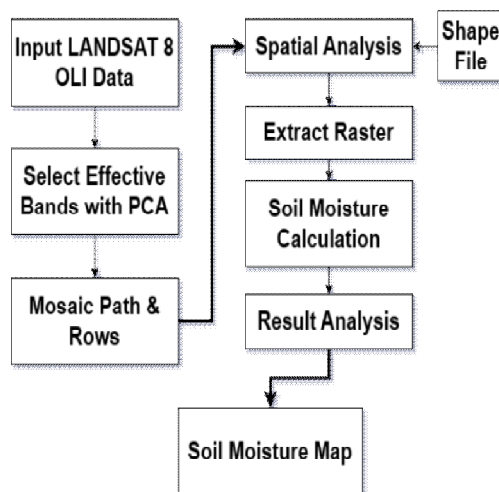 Input LANDSAT 8
OLI Data
Select Effective
Bands with PCA
Mosaic Path &
Rows
Spatial Analysis
Shape
File
Extract Raster
Soil Moisture
Calculation
Result Analysis
Soil Moisture Map